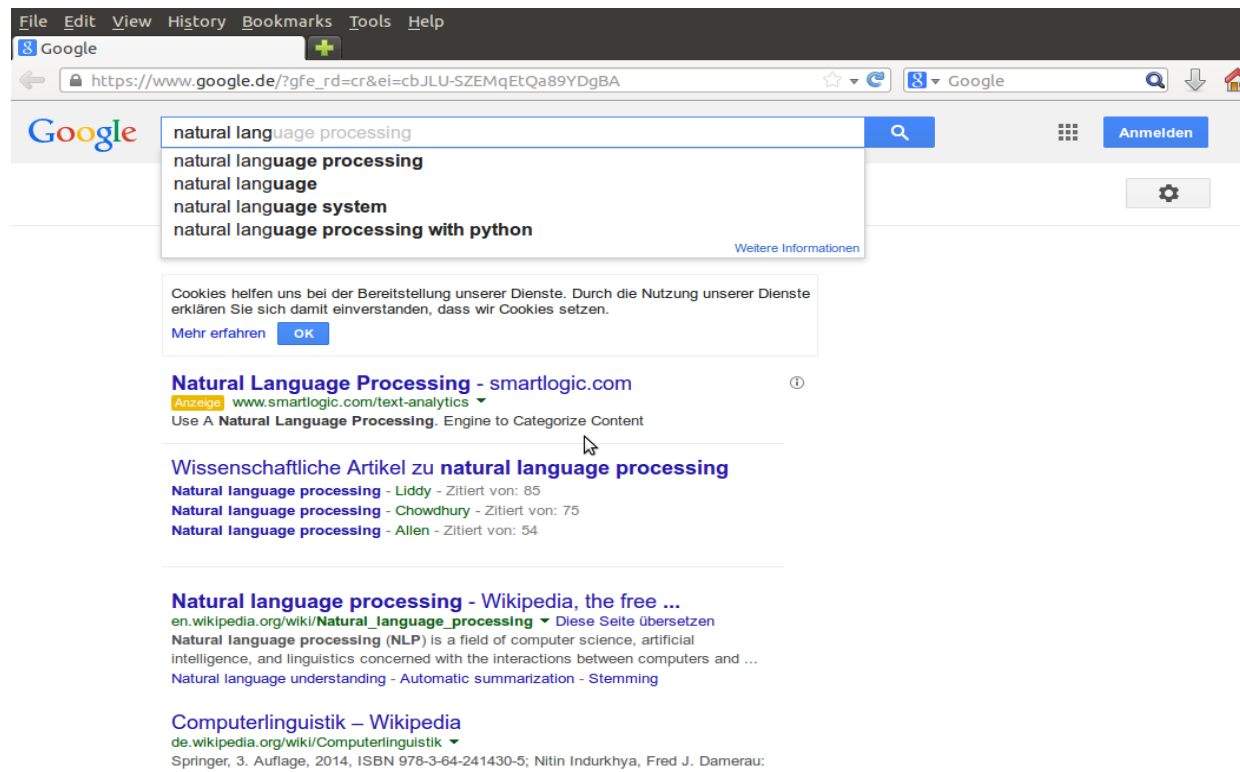 File Edit View History Bookmarks Tools Help
8 Google
https://www.google.de/?gfe_rd=cr&ei=cbJLU-SZEMqEtQa89YDgBA 8 Google
Google natural language processing Anmelden
natural language processing
natural language
natural language system
natural language processing with python
Weitere Informationen
Cookies helfen uns bei der Bereitstellung unserer Dienste. Durch die Nutzung unserer Dienste
erklären Sie sich damit einverstanden, dass wir Cookies setzen.
Mehr erfahren OK
Natural Language Processing - smartlogic.com
Anzeige www.smartlogic.com/text-analytics
Use A Natural Language Processing. Engine to Categorize Content
Wissenschaftliche Artikel zu natural language processing
Natural language processing - Liddy - Zitiert von: 85
Natural language processing - Chowdhury - Zitiert von: 75
Natural language processing - Allen - Zitiert von: 54
Natural language processing - Wikipedia, the free ...
en.wikipedia.org/wiki/Natural_language_processing Diese Seite übersetzen
Natural language processing (NLP) is a field of computer science, artificial
intelligence, and linguistics concerned with the interactions between computers and ...
Natural language understanding - Automatic summarization - Stemming
Computerlinguistik – Wikipedia
de.wikipedia.org/wiki/Computerlinguistik
Springer, 3. Auflage, 2014, ISBN 978-3-64-241430-5; Nitin Indurkhya, Fred J. Damerau: